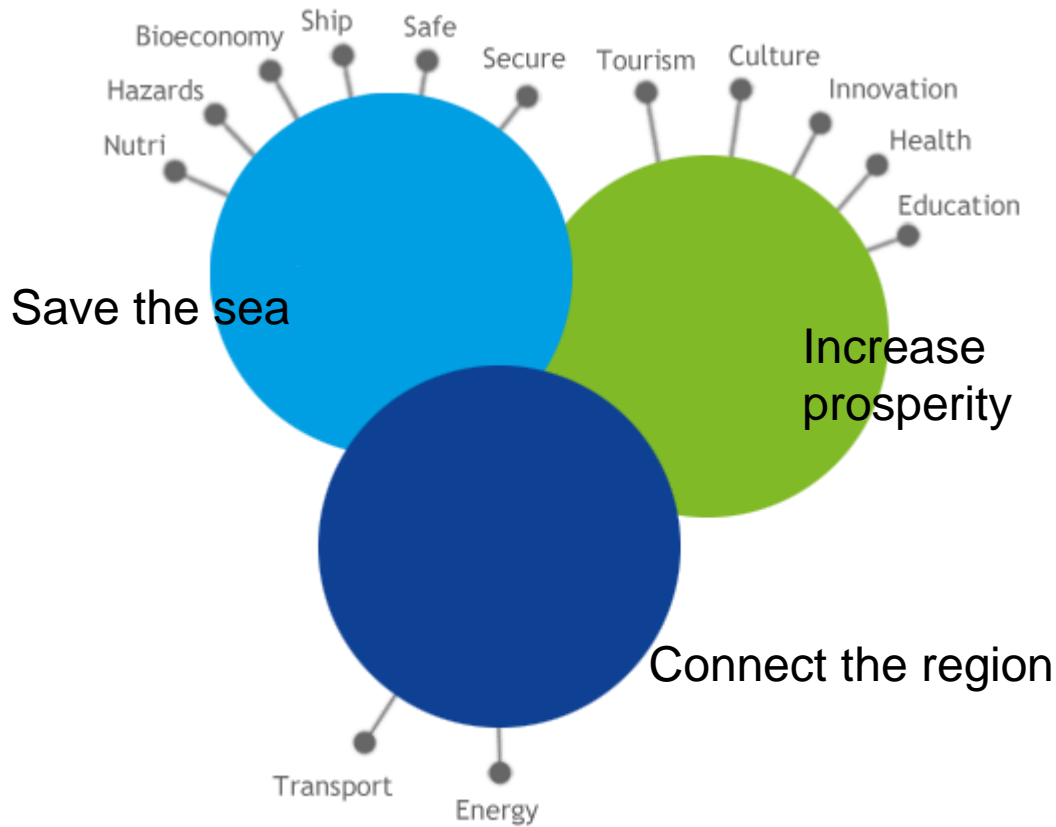 Ship
Safe
Bioeconomy
Secure
Tourism
Culture
Hazards
Innovation
Nutri
Health
Education
Save the sea
Increase
prosperity
Connect the region
Transport
Energy